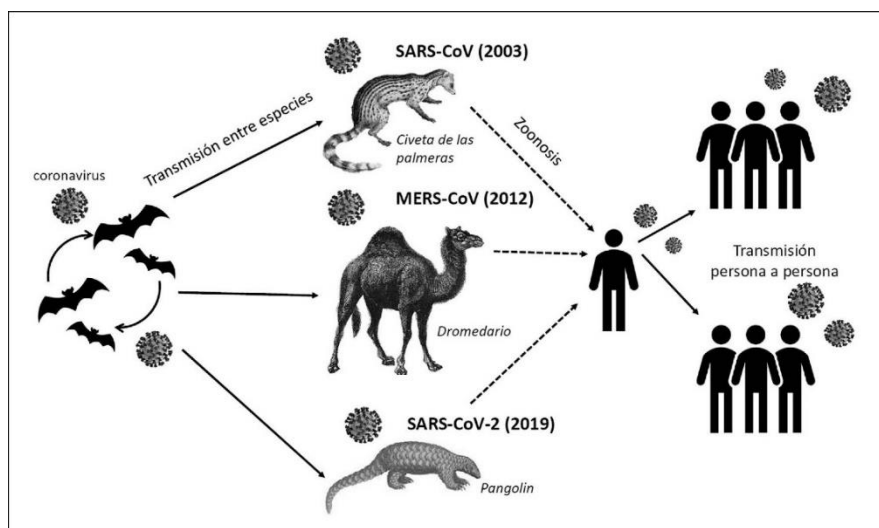 SARS-CoV (2003)
Transmisión entre especies
Civeta de las
palmeras
Zoonosis
coronavirus
MERS-CoV (2012)
Dromedario
Transmisión
persona a persona
SARS-CoV-2 (2019)
Pangolin